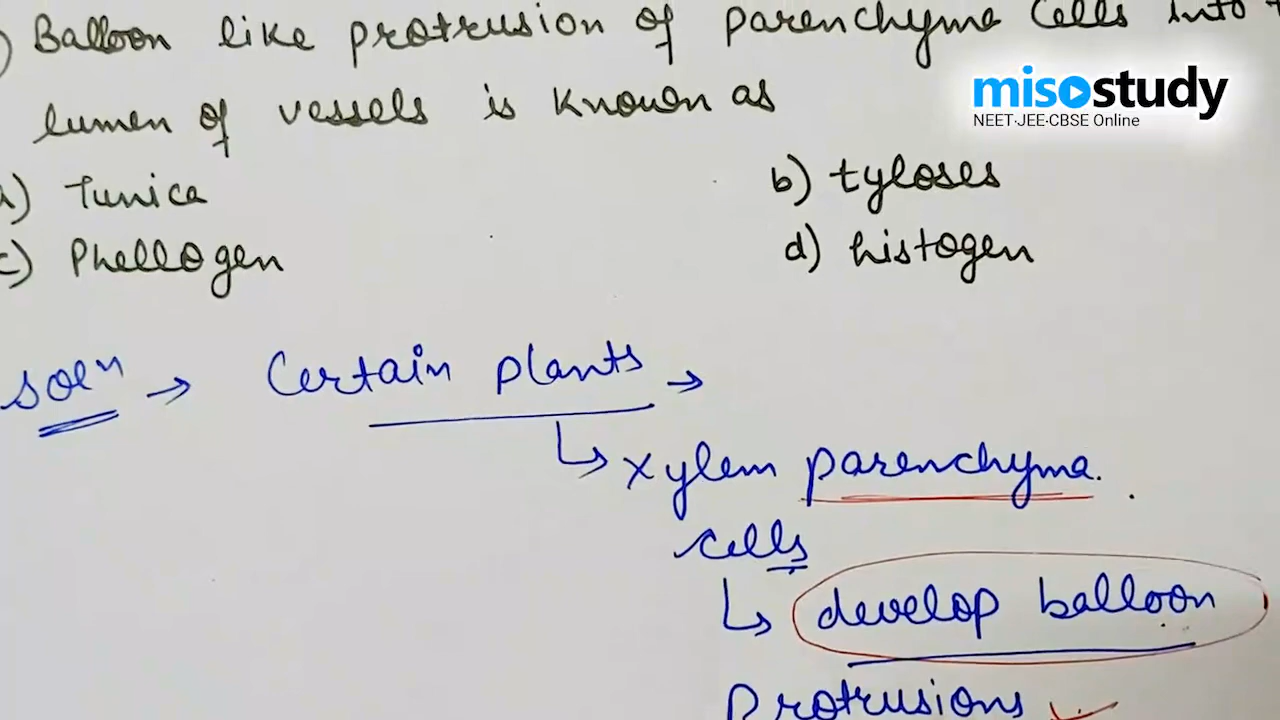 ) Balloon like protrusion of parenchyma cells into
lumen of vessels is known as
misostudy
NEET·JEE·CBSE Online
) Tunica
b) tyloses
c) Phellogen
d) histogen
soln → Certain plants →
↳ xylem parenchyma.
cells
↳ develop balloon
protrusions ✓